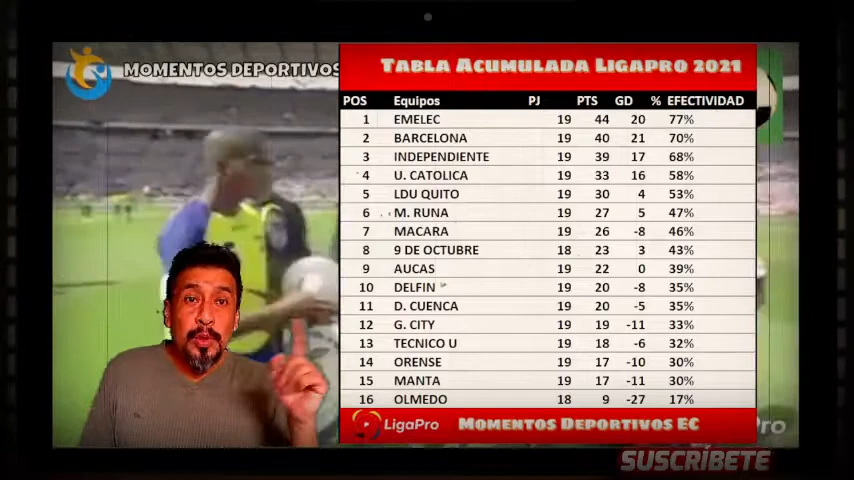 MOMENTOS DEPORTIVOS
TABLA ACUMULADA LIGAPRO 2021
POS Equipos PJ PTS GD % EFECTIVIDAD
1 EMELEC 19 44 20 77%
2 BARCELONA 19 40 21 70%
3 INDEPENDIENTE 19 39 17 68%
4 U. CATOLICA 19 33 16 58%
5 LDU QUITO 19 30 4 53%
6 M. RUNA 19 27 5 47%
7 MACARA 19 26 -8 46%
8 9 DE OCTUBRE 18 23 3 43%
9 AUCAS 19 22 0 39%
10 DELFIN 19 20 -8 35%
11 D. CUENCA 19 20 -5 35%
12 G. CITY 19 19 -11 33%
13 TECNICO U 19 18 -6 32%
14 ORENSE 19 17 -10 30%
15 MANTA 19 17 -11 30%
16 OLMEDO 18 9 -27 17%
LigaPro MOMENTOS DEPORTIVOS EC
Pro
SUSCRÍBETE